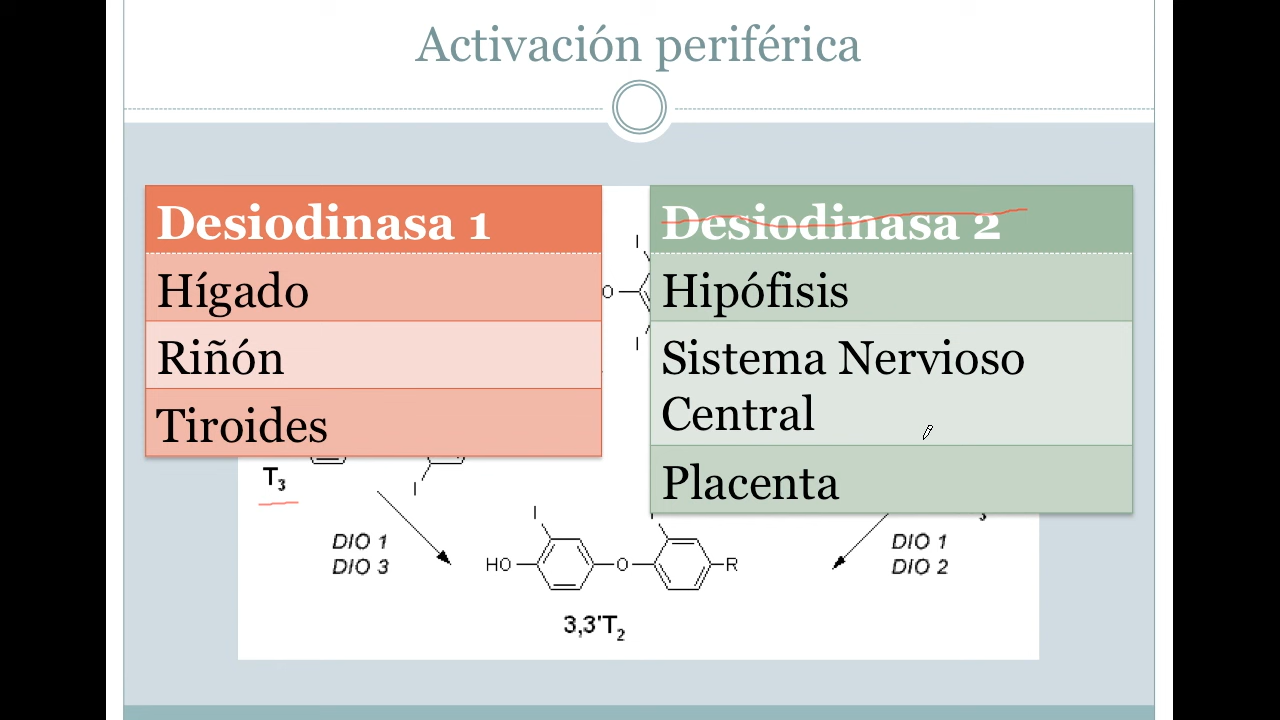 Activación periférica
Desiodinasa 1
Hígado
Riñón
Tiroides
Desiodinasa 2
Hipófisis
Sistema Nervioso
Central
Placenta
I
O
I
T3
I
3
DIO 1
DIO 3
I
I
HO
O
R
DIO 1
DIO 2
3,3'T2